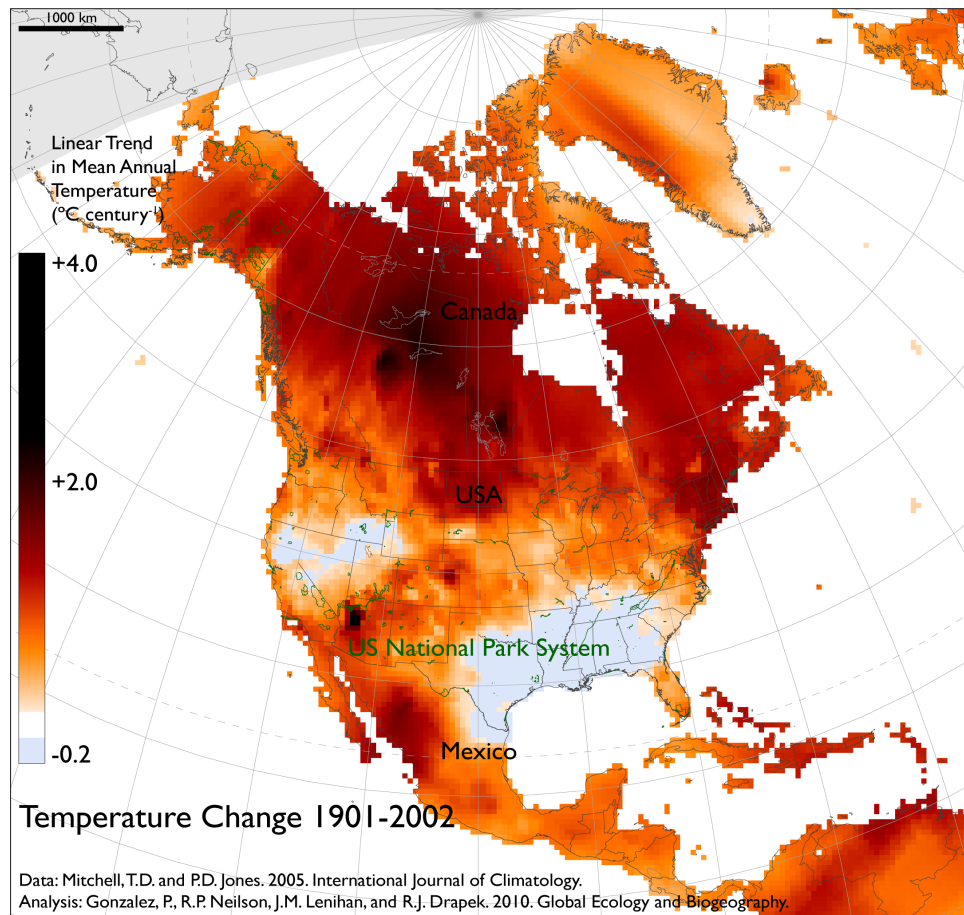 1000 km
Linear Trend
in Mean Annual
Temperature
(ºC century⁻¹)
+4.0
Canada
+2.0
USA
US National Park System
-0.2
Mexico
Temperature Change 1901-2002
Data: Mitchell, T.D. and P.D. Jones. 2005. International Journal of Climatology.
Analysis: Gonzalez, P., R.P. Neilson, J.M. Lenihan, and R.J. Drapek. 2010. Global Ecology and Biogeography.